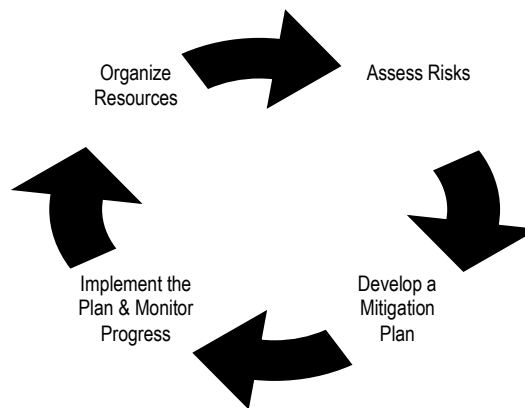 Organize
Resources
Assess Risks
Develop a
Mitigation
Plan
Implement the
Plan & Monitor
Progress